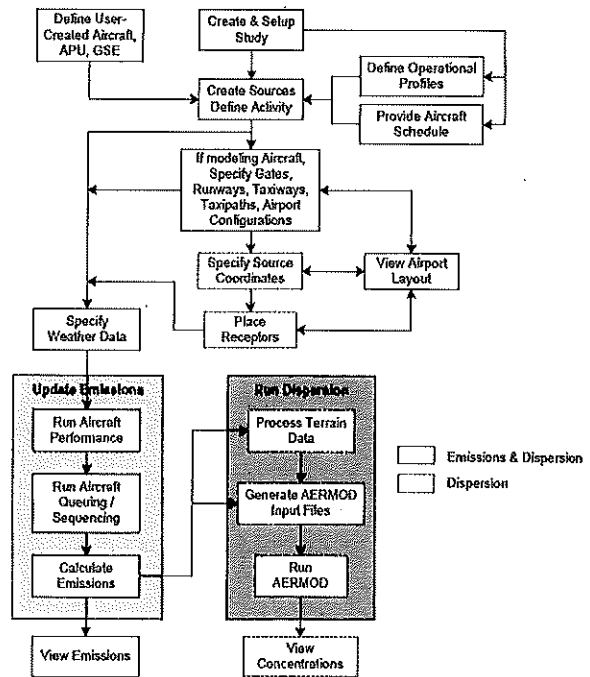 Define User-
Created Aircraft,
APU, GSE
Create & Setup
Study
Create Sources
Define Activity
Define Operational
Profiles
Provide Aircraft
Schedule
If modeling Aircraft,
Specify Gates,
Runways, Taxiways,
Taxipaths, Airport
Configurations
Specify Source
Coordinates
View Airport
Layout
Place
Receptors
Specify
Weather Data
Update Emissions
Run Aircraft
Performance
Run Aircraft
Queuing /
Sequencing
Calculate
Emissions
View Emissions
Run Dispersion
Process Terrain
Data
Generate AERMOD
Input Files
Run
AERMOD
View
Concentrations
Emissions & Dispersion
Dispersion